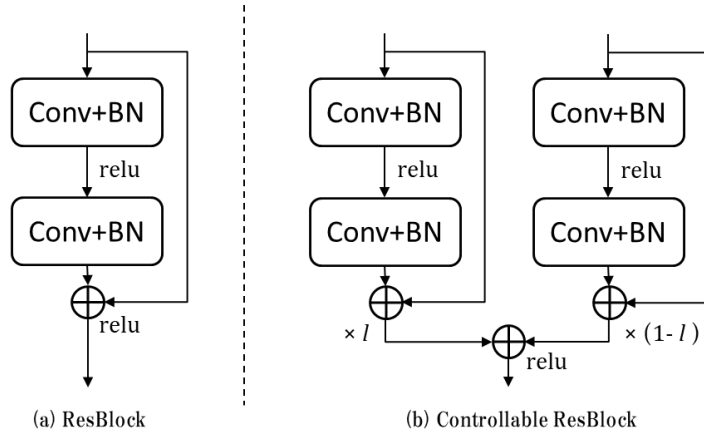 Conv+BN
relu
Conv+BN
relu
(a) ResBlock
Conv+BN
relu
Conv+BN
× l
Conv+BN
relu
Conv+BN
× (1- l )
relu
(b) Controllable ResBlock